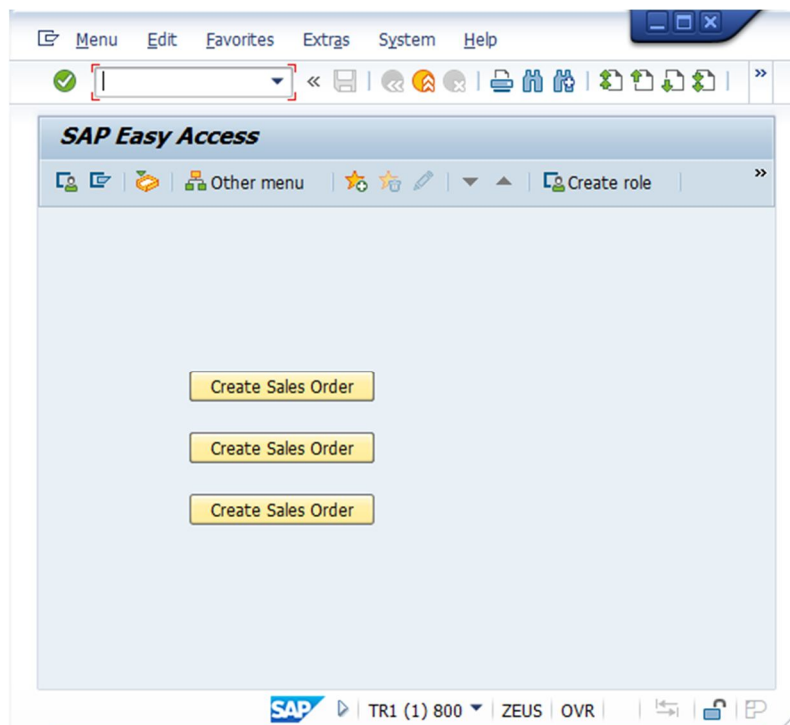 Menu Edit Favorites Extras System Help
«
»
SAP Easy Access
Other menu
Create role
»
Create Sales Order
Create Sales Order
Create Sales Order
SAP TR1 (1) 800 ZEUS OVR